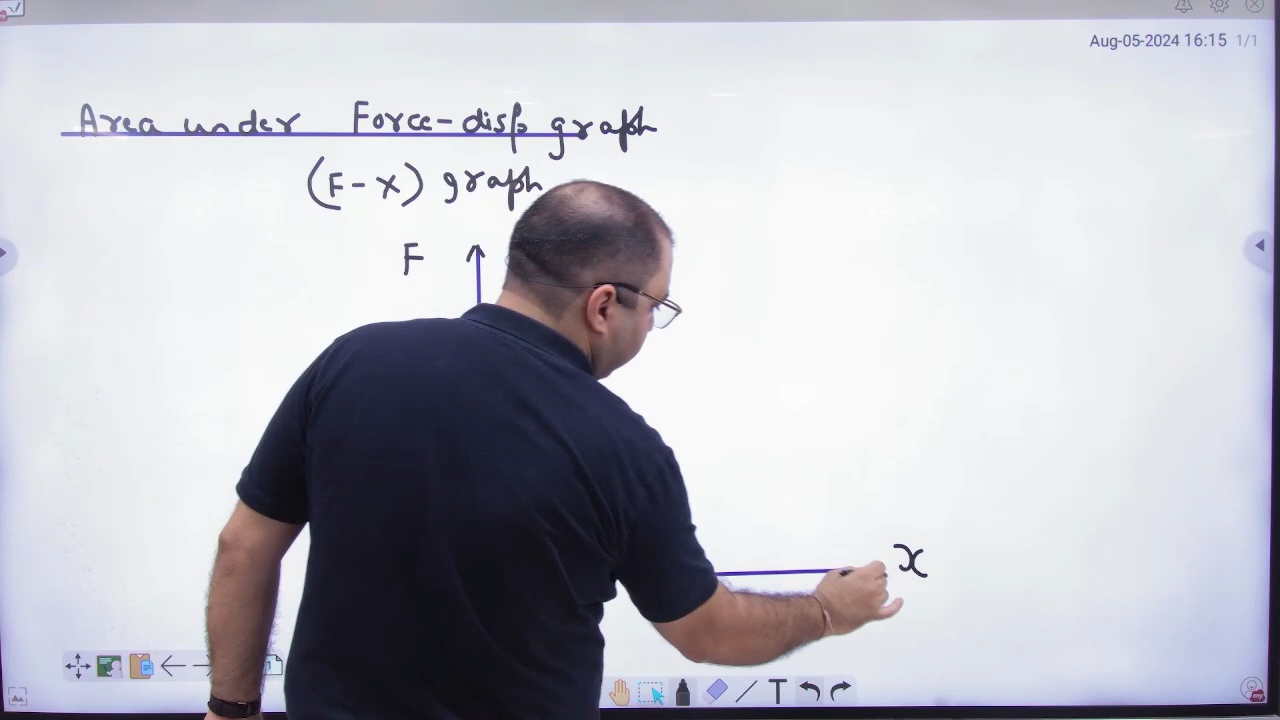 Aug-05-2024 16:15 1/1
Area under Force-disp graph
(F-x) graph
F
x
T